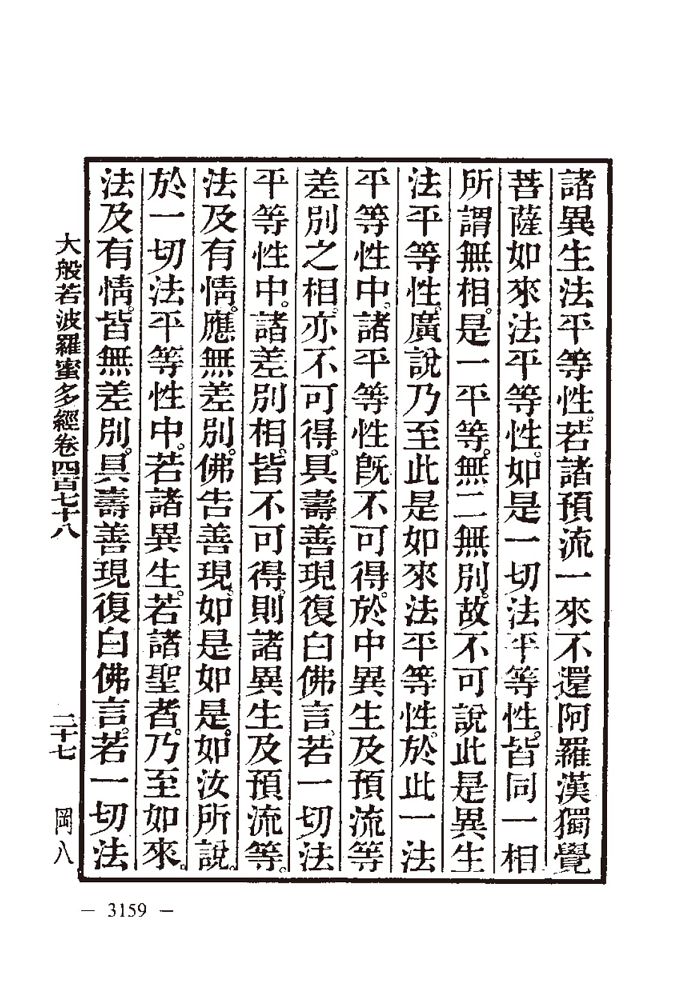 諸異生法平等性。若諸預流一來不還阿羅漢獨覺
菩薩如來法平等性。如是一切法平等性。皆同一相
所謂無相。是一平等。無二無別。故不可說此是異生
法平等性。廣說乃至此是如來法平等性。於此一法
平等性中。諸平等性旣不可得。於中異生及預流等
差別之相。亦不可得。具壽善現復白佛言。若一切法
平等性中。諸差別相。皆不可得。則諸異生及預流等。
法及有情。應無差別。佛告善現。如是如是。如汝所說。
於一切法平等性中。若諸異生。若諸聖者。乃至如來。
法及有情。皆無差別。具壽善現復白佛言。若一切法
大般若波羅蜜多經卷四百七十八
二十七
岡八
— 3159 —